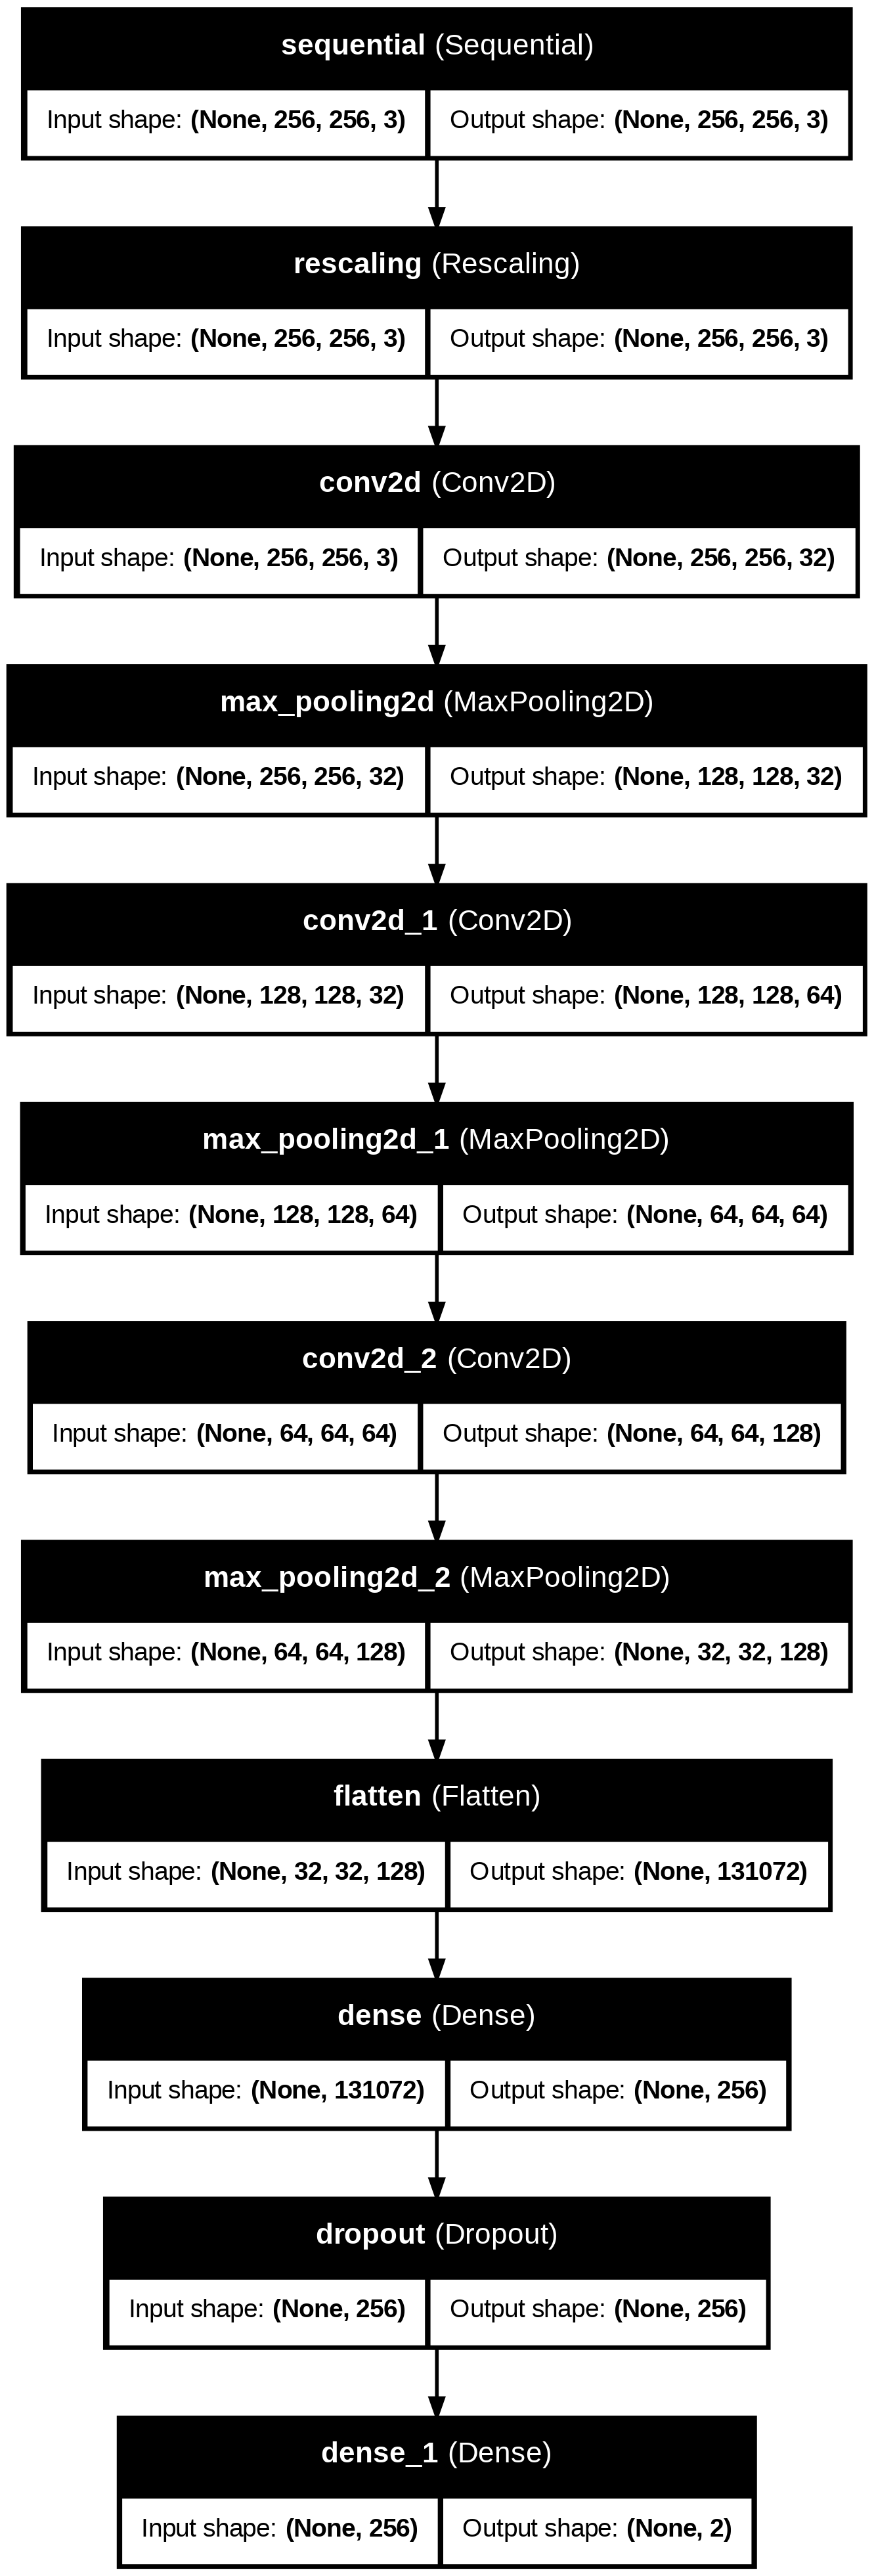 sequential (Sequential)
Input shape: (None, 256, 256, 3) Output shape: (None, 256, 256, 3)
rescaling (Rescaling)
Input shape: (None, 256, 256, 3) Output shape: (None, 256, 256, 3)
conv2d (Conv2D)
Input shape: (None, 256, 256, 3) Output shape: (None, 256, 256, 32)
max_pooling2d (MaxPooling2D)
Input shape: (None, 256, 256, 32) Output shape: (None, 128, 128, 32)
conv2d_1 (Conv2D)
Input shape: (None, 128, 128, 32) Output shape: (None, 128, 128, 64)
max_pooling2d_1 (MaxPooling2D)
Input shape: (None, 128, 128, 64) Output shape: (None, 64, 64, 64)
conv2d_2 (Conv2D)
Input shape: (None, 64, 64, 64) Output shape: (None, 64, 64, 128)
max_pooling2d_2 (MaxPooling2D)
Input shape: (None, 64, 64, 128) Output shape: (None, 32, 32, 128)
flatten (Flatten)
Input shape: (None, 32, 32, 128) Output shape: (None, 131072)
dense (Dense)
Input shape: (None, 131072) Output shape: (None, 256)
dropout (Dropout)
Input shape: (None, 256) Output shape: (None, 256)
dense_1 (Dense)
Input shape: (None, 256) Output shape: (None, 2)